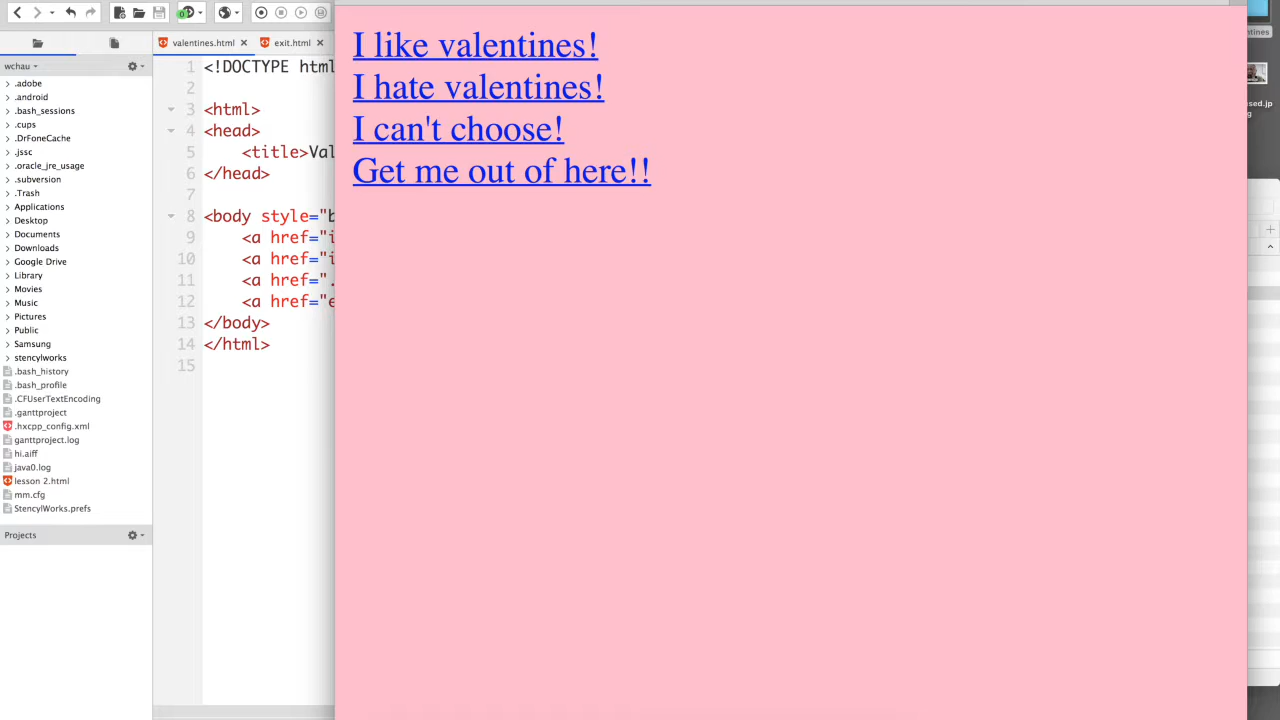 valentines.html
exit.html
wchau
.adobe
.android
.bash_sessions
.cups
.DrFoneCache
.jssc
.oracle_jre_usage
.subversion
.Trash
Applications
Desktop
Documents
Downloads
Google Drive
Library
Movies
Music
Pictures
Public
Samsung
stencylworks
.bash_history
.bash_profile
.CFUserTextEncoding
.ganttproject
.hxcpp_config.xml
ganttproject.log
hi.aiff
java0.log
lesson 2.html
mm.cfg
StencylWorks.prefs
Projects
1 <!DOCTYPE html
2
3 <html>
4 <head>
5 <title>Val
6 </head>
7
8 <body style="b
9 <a href="i
10 <a href="i
11 <a href=".
12 <a href="e
13 </body>
14 </html>
15
I like valentines!
I hate valentines!
I can't choose!
Get me out of here!!
ntines
used.jp
g